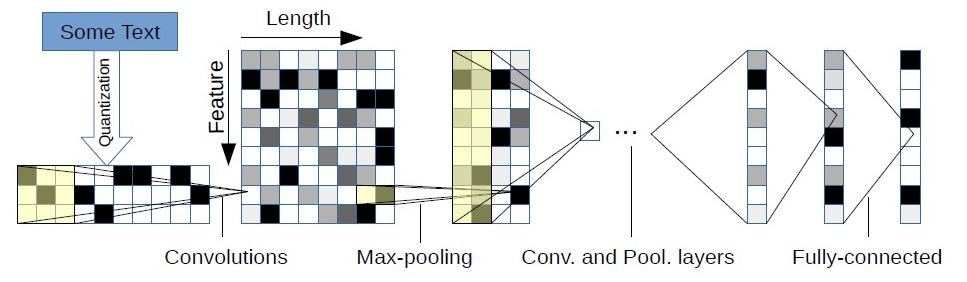 Some Text
Quantization
Length
Feature
...
Convolutions
Max-pooling
Conv. and Pool. layers
Fully-connected